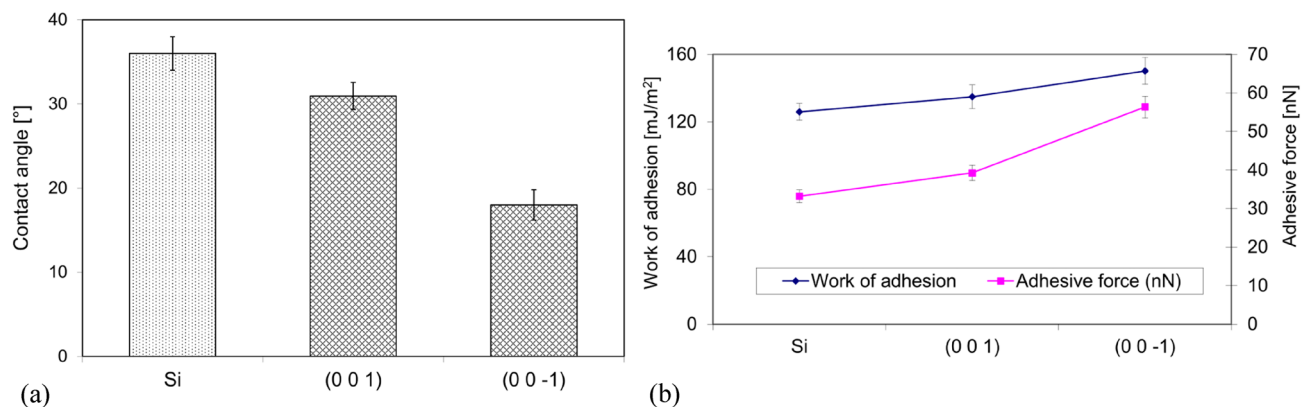 40
30
20
10
0
Contact angle [°]
Si
(0 0 1)
(0 0 -1)
(a)
160
120
80
40
0
Work of adhesion [mJ/m²]
70
60
50
40
30
20
10
0
Adhesive force [nN]
Work of adhesion
Adhesive force (nN)
Si
(0 0 1)
(0 0 -1)
(b)